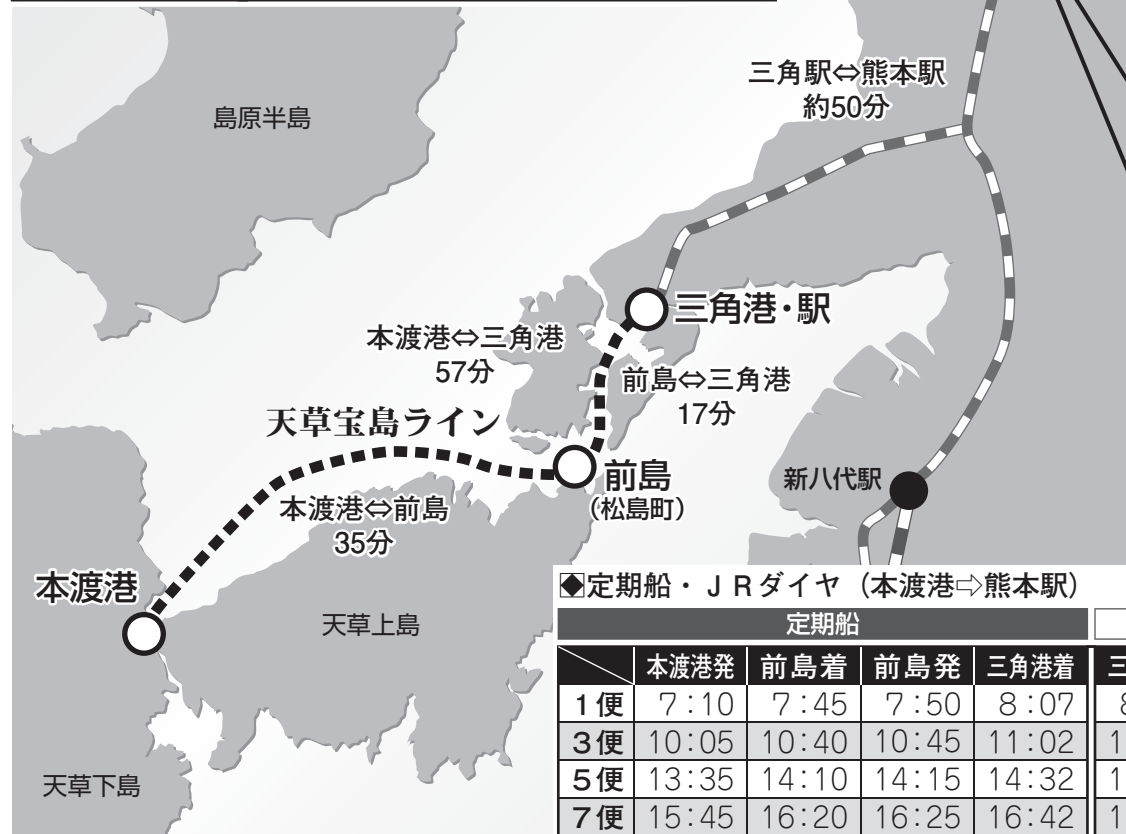 三角駅⇔熊本駅
約50分
島原半島
三角港・駅
本渡港⇔三角港
57分
前島⇔三角港
17分
天草宝島ライン
前島
(松島町)
新八代駅
本渡港⇔前島
35分
本渡港
天草上島
天草下島
◆定期船・ＪＲダイヤ（本渡港⇨熊本駅）
定期船
本渡港発 前島着 前島発 三角港着 三
1便 7:10 7:45 7:50 8:07 8
3便 10:05 10:40 10:45 11:02 1
5便 13:35 14:10 14:15 14:32 1
7便 15:45 16:20 16:25 16:42 1